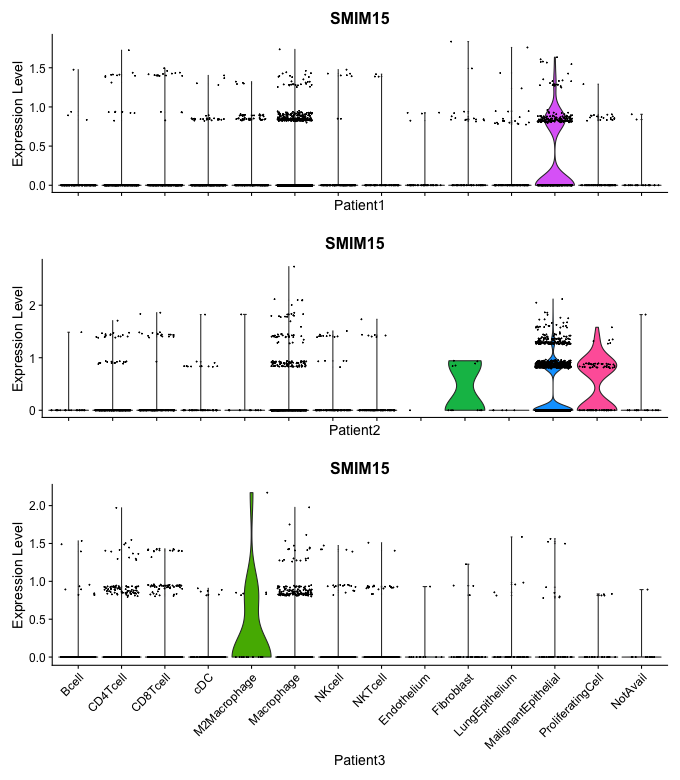 SMIM15
Expression Level
1.5
1.0
0.5
0.0
Patient1
SMIM15
Expression Level
2
1
0
Patient2
SMIM15
Expression Level
2.0
1.5
1.0
0.5
0.0
Bcell
CD4Tcell
CD8Tcell
cDC
M2Macrophage
Macrophage
NKcell
NKTcell
Endothelium
Fibroblast
LungEpithelium
MalignantEpithelial
ProliferatingCell
NotAvail
Patient3